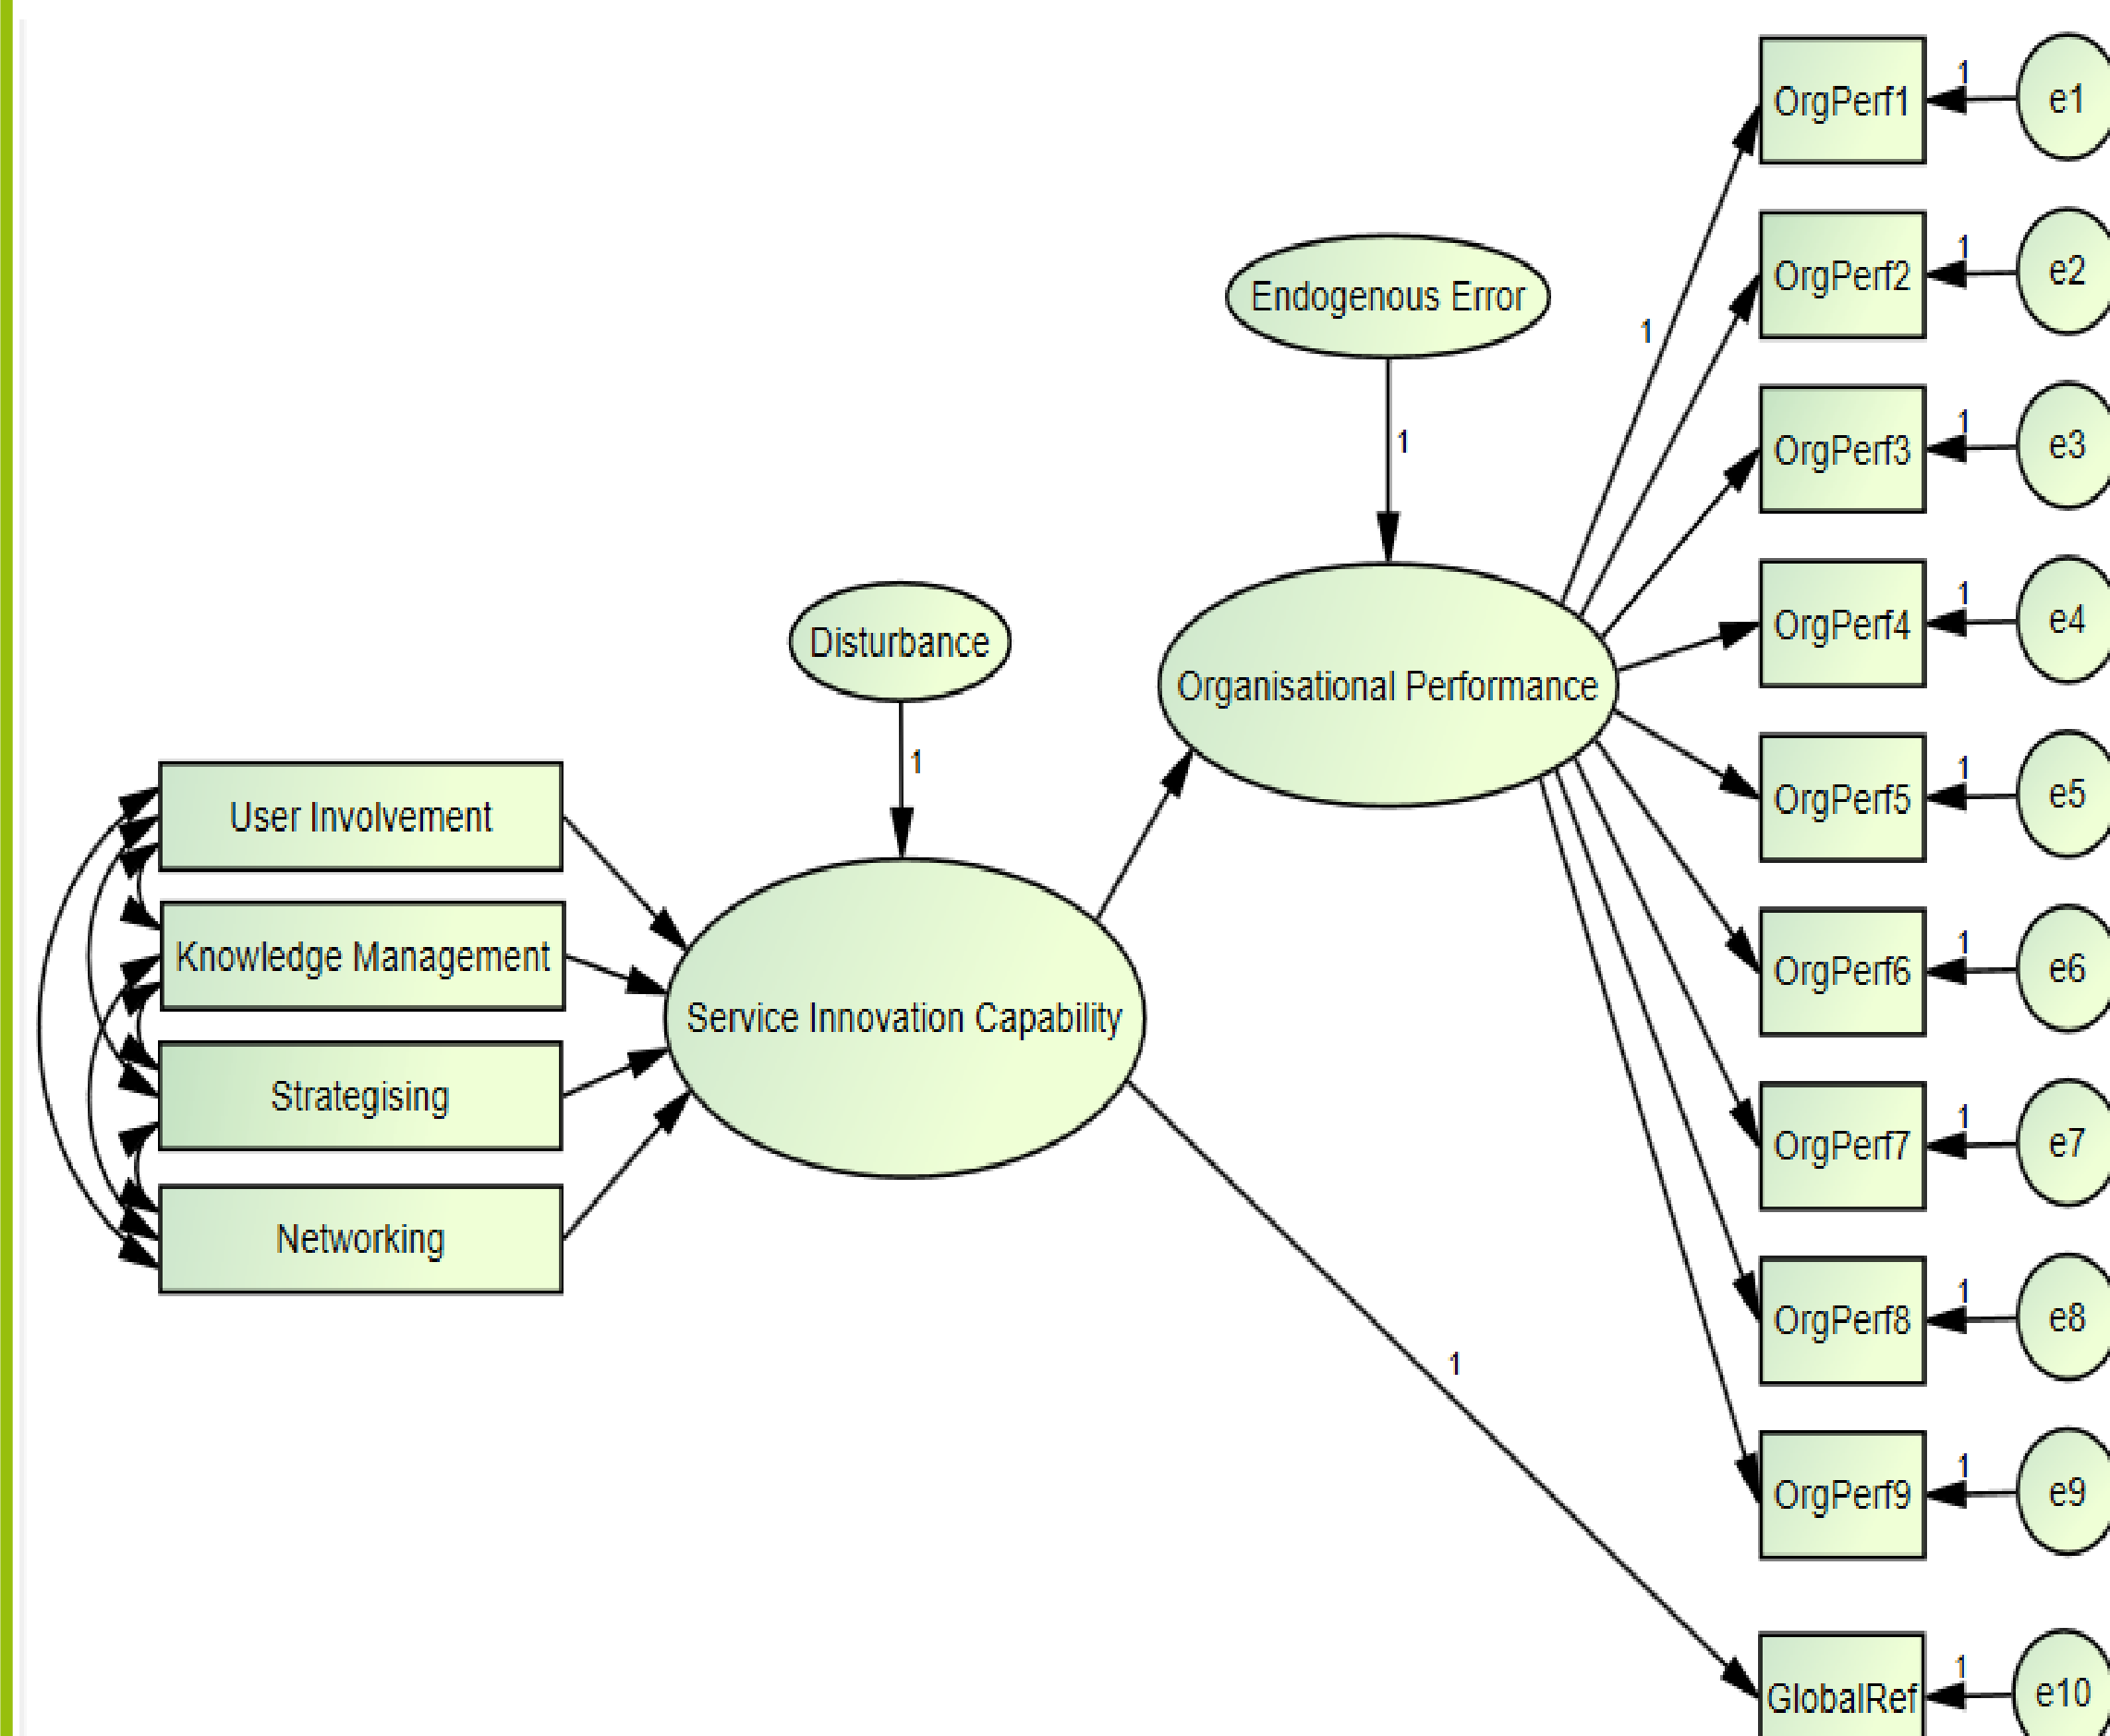 OrgPerf1
1
e1
OrgPerf2
1
e2
Endogenous Error
1
OrgPerf3
1
e3
1
OrgPerf4
1
e4
Disturbance
Organisational Performance
1
OrgPerf5
1
e5
User Involvement
Knowledge Management
OrgPerf6
1
e6
Service Innovation Capability
Strategising
OrgPerf7
1
e7
Networking
OrgPerf8
1
e8
1
OrgPerf9
1
e9
GlobalRef
1
e10